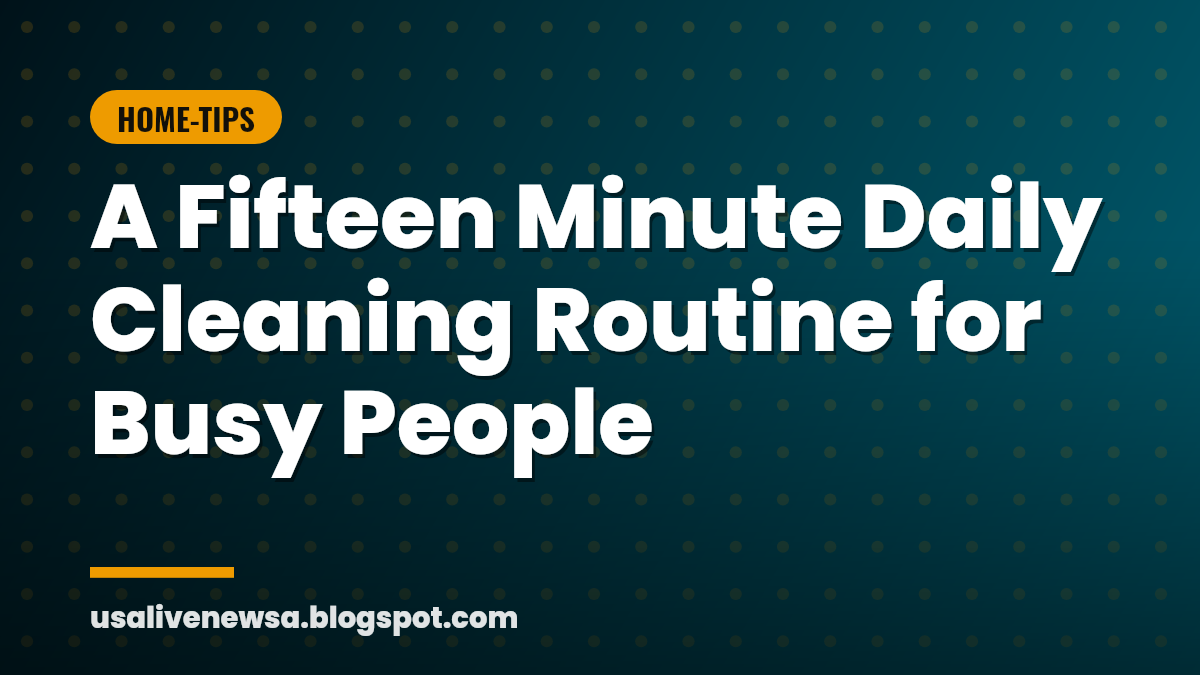 HOME-TIPS
A Fifteen Minute Daily
Cleaning Routine for
Busy People
usalivenewsa.blogspot.com